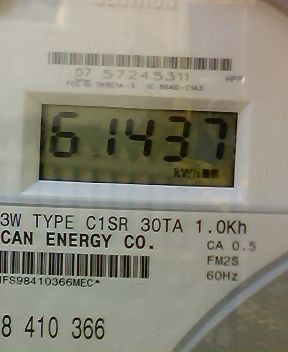 07 57245311
61437
kWh
3W TYPE C1SR 30TA 1.0Kh
CAN ENERGY CO.
CA 0.5
FM2S
60Hz
8 410 366